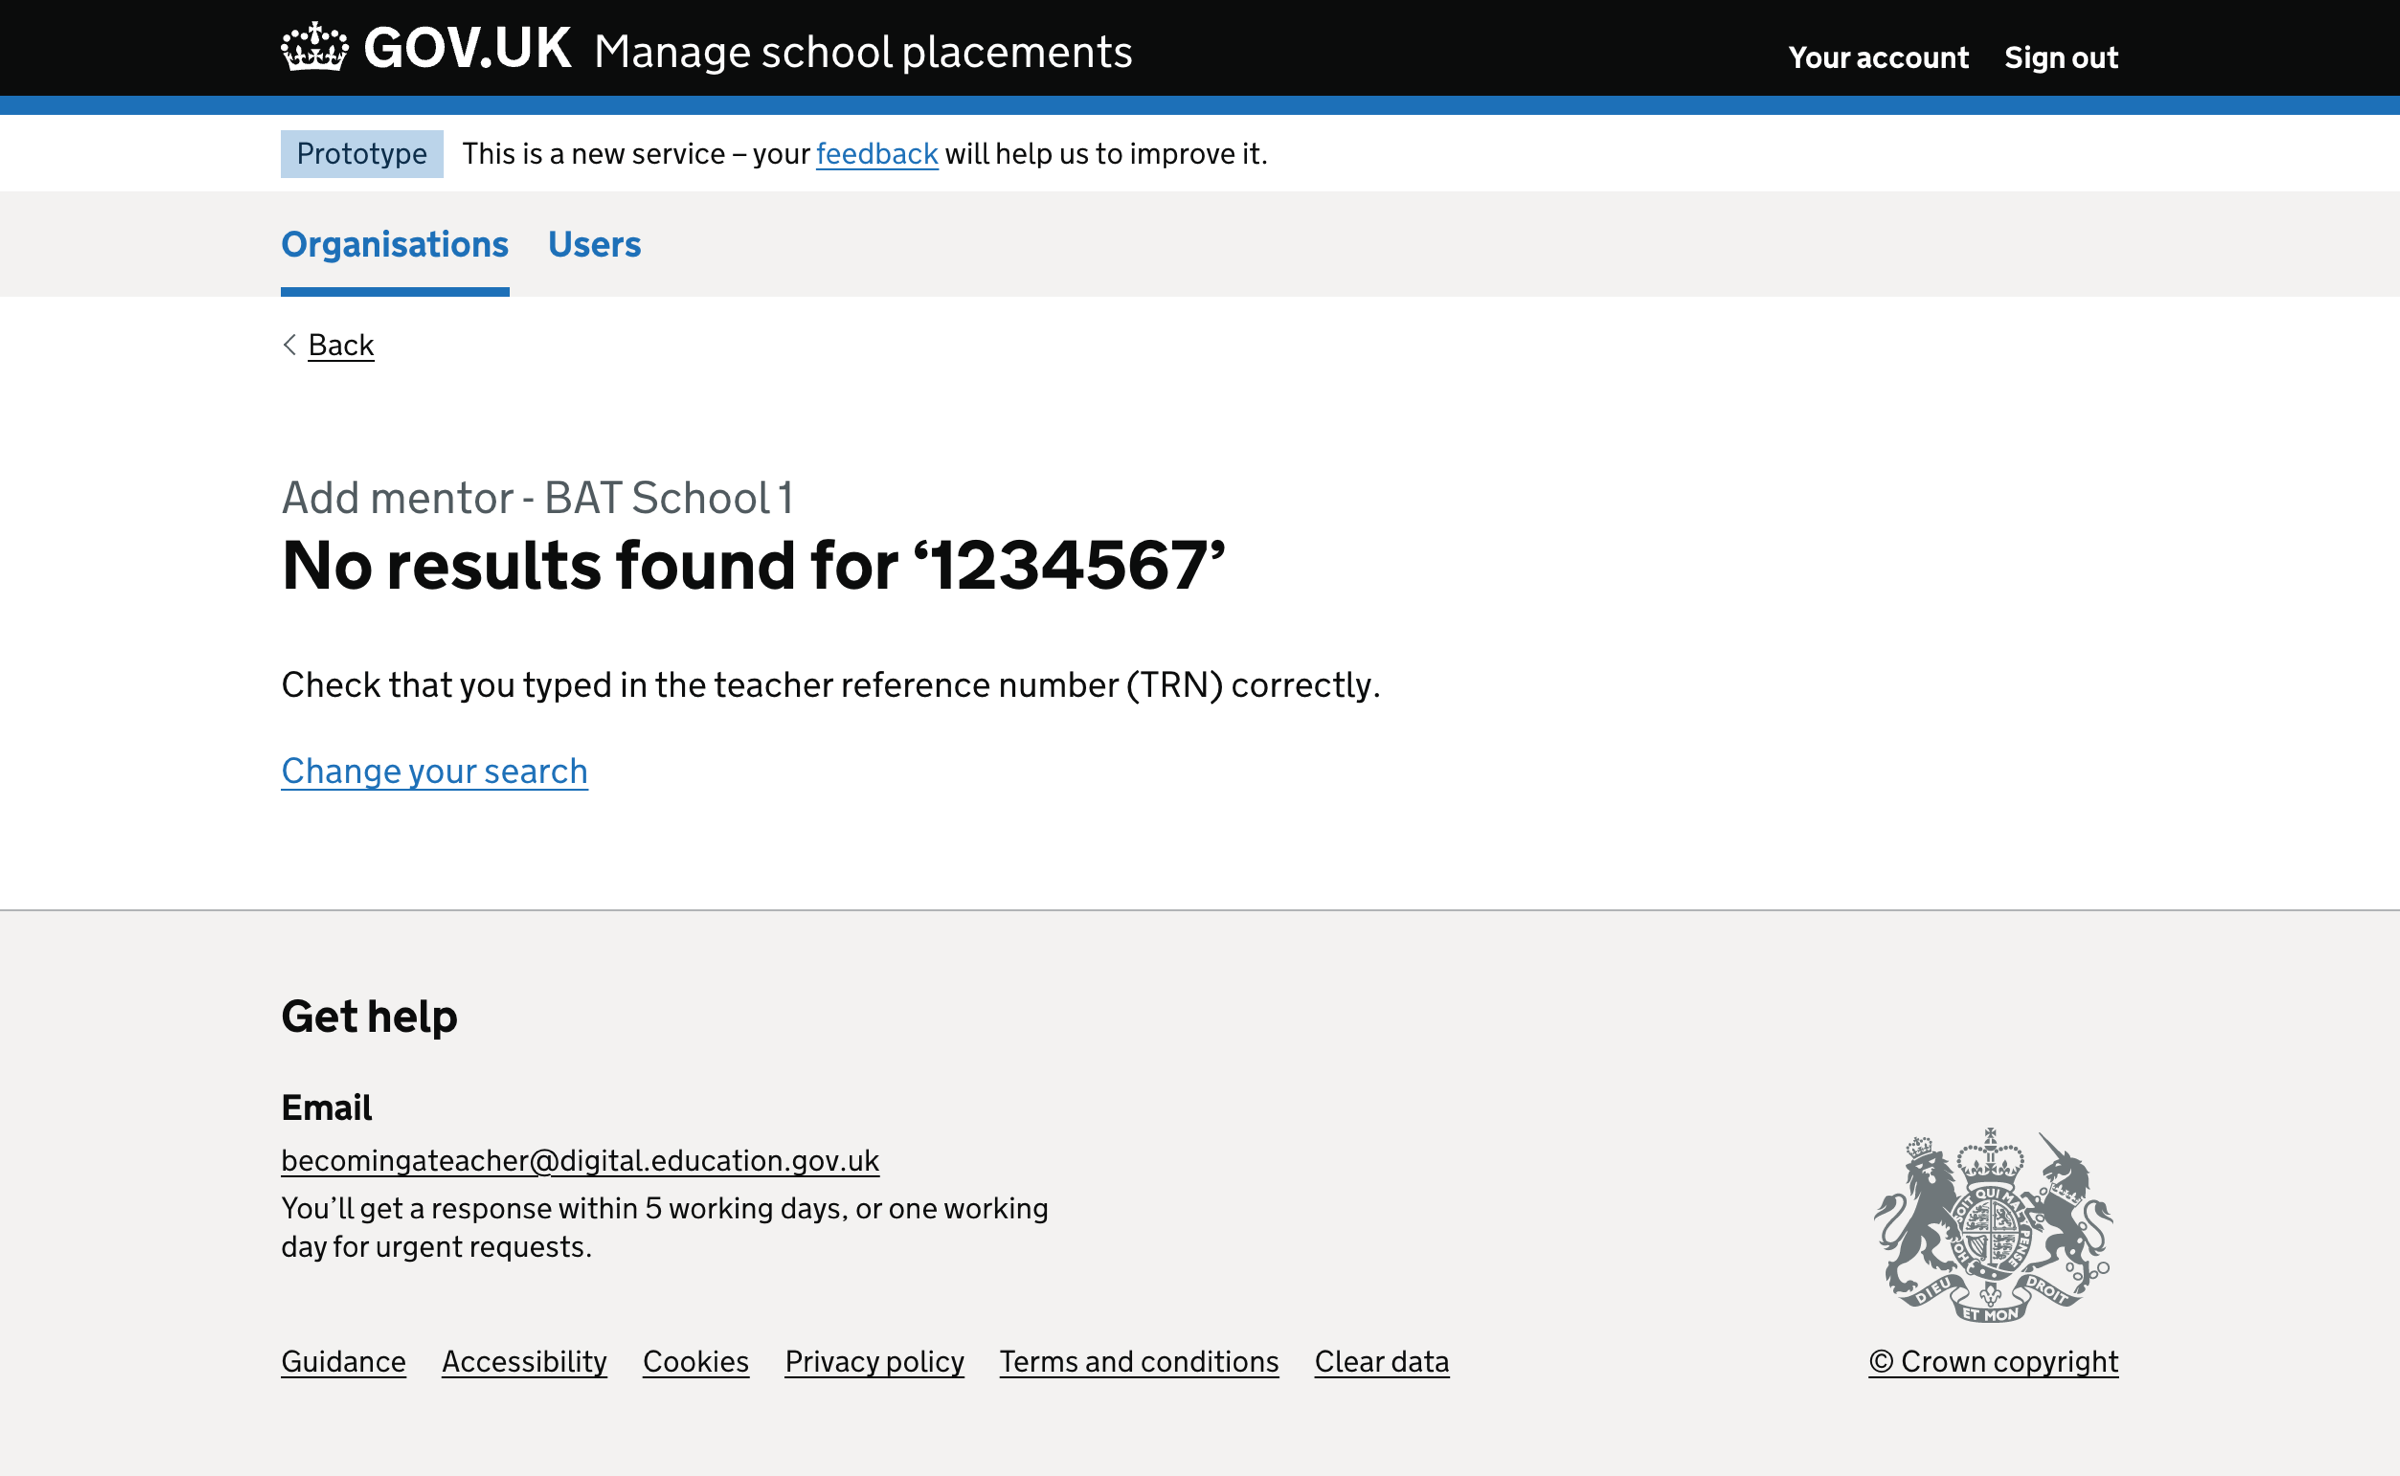 GOV.UK Manage school placements
Your account Sign out
Prototype This is a new service – your feedback will help us to improve it.
Organisations Users
Back
Add mentor - BAT School 1
No results found for ‘1234567’
Check that you typed in the teacher reference number (TRN) correctly.
Change your search
Get help
Email
becomingateacher@digital.education.gov.uk
You’ll get a response within 5 working days, or one working
day for urgent requests.
DIEU ET MON DROIT
Guidance Accessibility Cookies Privacy policy Terms and conditions Clear data
© Crown copyright